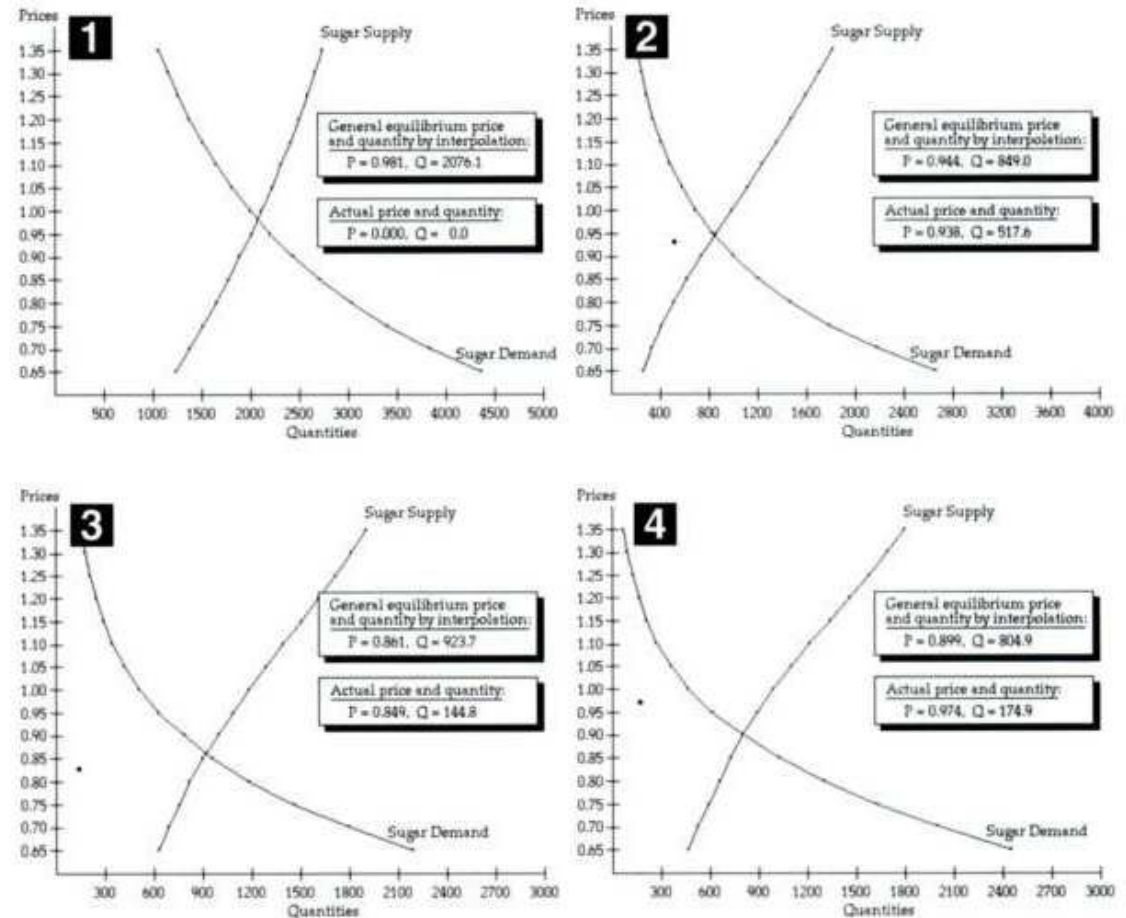 Prices
1
Sugar Supply
1.35
1.30
1.25
1.20
1.15
1.10
1.05
1.00
0.95
0.90
0.85
0.80
0.75
0.70
0.65
General equilibrium price
and quantity by interpolation:
P = 0.981, Q = 2076.1
Actual price and quantity:
P = 0.000, Q = 0.0
Sugar Demand
500 1000 1500 2000 2500 3000 3500 4000 4500 5000
Quantities
Prices
2
Sugar Supply
1.35
1.30
1.25
1.20
1.15
1.10
1.05
1.00
0.95
0.90
0.85
0.80
0.75
0.70
0.65
General equilibrium price
and quantity by interpolation:
P = 0.944, Q = 849.0
Actual price and quantity:
P = 0.938, Q = 517.6
Sugar Demand
400 800 1200 1600 2000 2400 2800 3200 3600 4000
Quantities
Prices
3
Sugar Supply
1.35
1.30
1.25
1.20
1.15
1.10
1.05
1.00
0.95
0.90
0.85
0.80
0.75
0.70
0.65
General equilibrium price
and quantity by interpolation:
P = 0.861, Q = 923.7
Actual price and quantity:
P = 0.849, Q = 144.8
Sugar Demand
300 600 900 1200 1500 1800 2100 2400 2700 3000
Quantities
Prices
4
Sugar Supply
1.35
1.30
1.25
1.20
1.15
1.10
1.05
1.00
0.95
0.90
0.85
0.80
0.75
0.70
0.65
General equilibrium price
and quantity by interpolation:
P = 0.899, Q = 804.9
Actual price and quantity:
P = 0.974, Q = 174.9
Sugar Demand
300 600 900 1200 1500 1800 2100 2400 2700 3000
Quantities